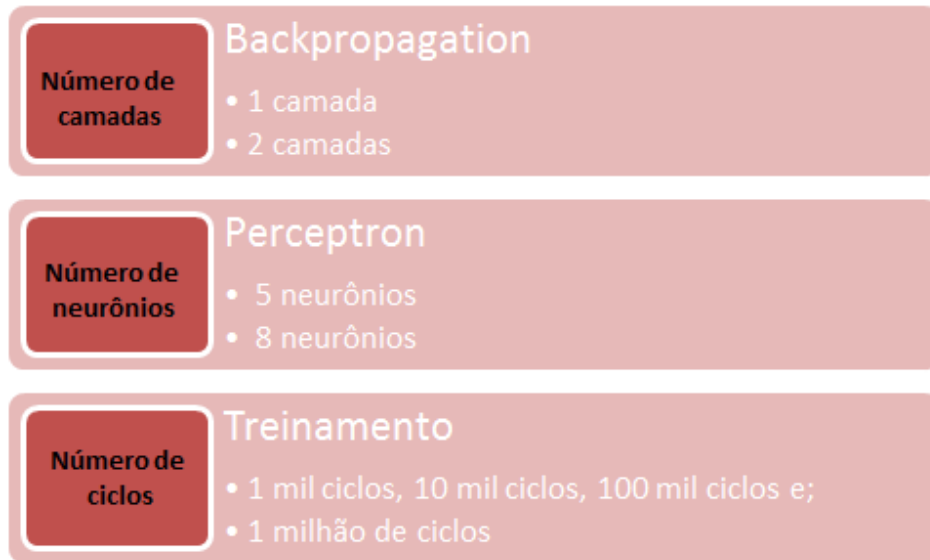 Número de
camadas
Backpropagation
• 1 camada
• 2 camadas
Número de
neurônios
Perceptron
• 5 neurônios
• 8 neurônios
Número de
ciclos
Treinamento
• 1 mil ciclos, 10 mil ciclos, 100 mil ciclos e;
• 1 milhão de ciclos